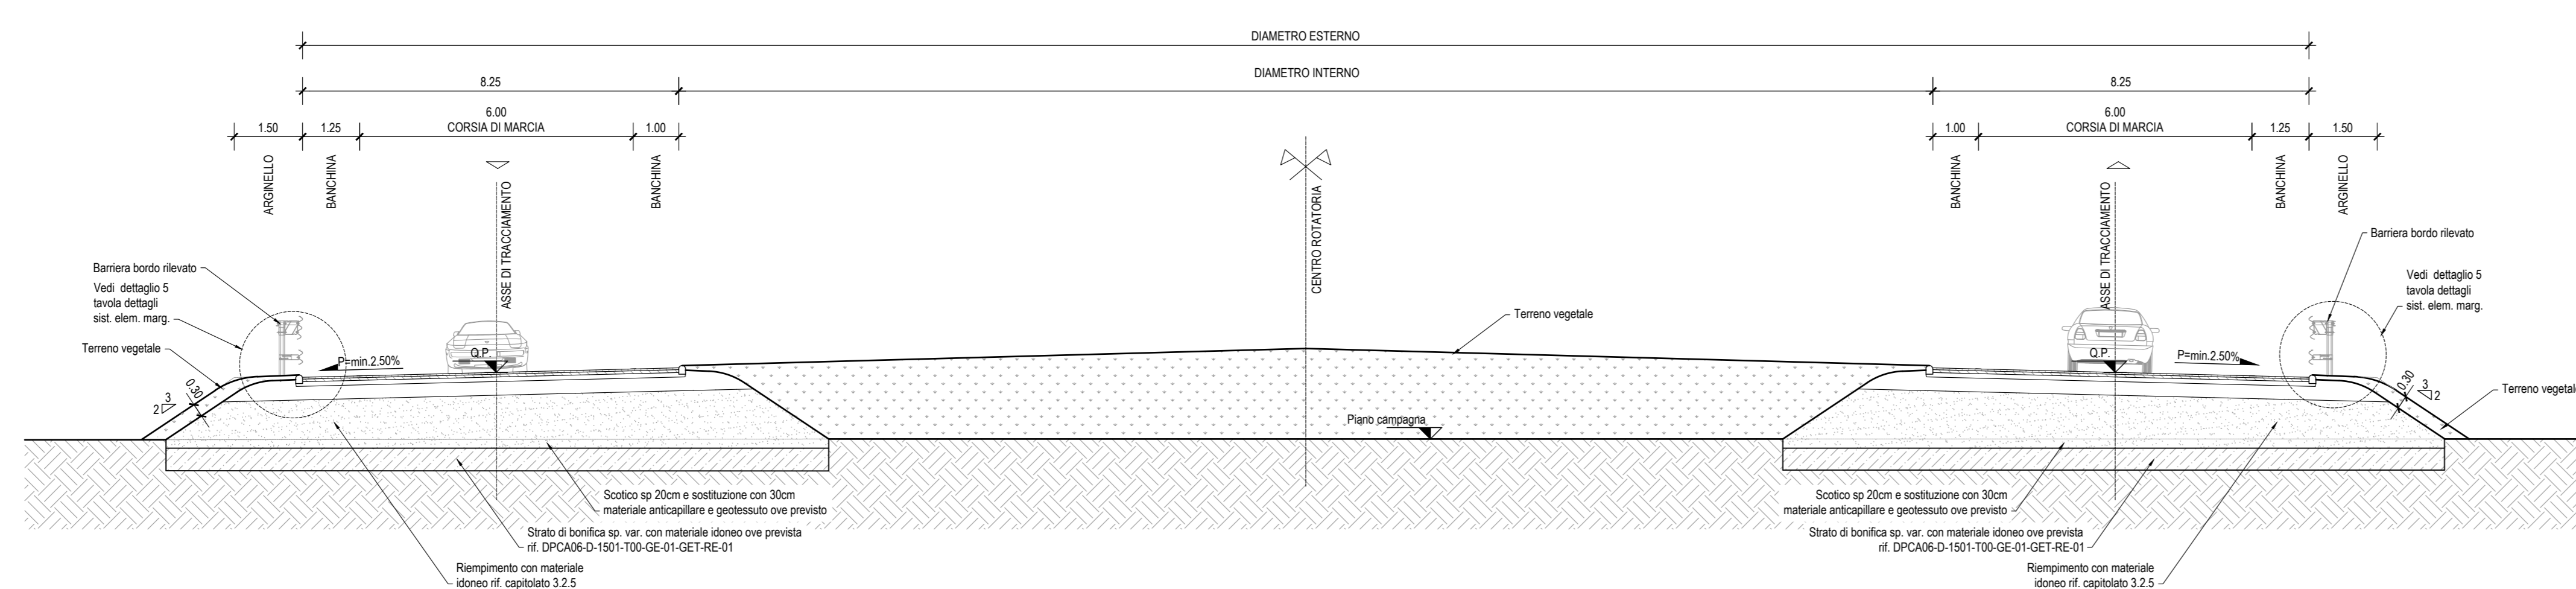 DIAMETRO ESTERNO
8.25
DIAMETRO INTERNO
8.25
1.50
1.25
6.00
CORSIA DI MARCIA
1.00
1.00
6.00
CORSIA DI MARCIA
1.25
1.50
ARGINELLO
BANCHINA
ASSE DI TRACCIAMENTO
BANCHINA
CENTRO ROTATORIA
BANCHINA
ASSE DI TRACCIAMENTO
BANCHINA
ARGINELLO
Barriera bordo rilevato
Vedi dettaglio 5
tavola dettagli
sist. elem. marg.
Terreno vegetale
0.30
3
2
P=min.2.50%
Q.P.
Terreno vegetale
Piano campagna
Q.P.
P=min.2.50%
Barriera bordo rilevato
Vedi dettaglio 5
tavola dettagli
sist. elem. marg.
0.30
3
2
Terreno vegetale
Scotico sp 20cm e sostituzione con 30cm
materiale anticapillare e geotessuto ove previsto
Strato di bonifica sp. var. con materiale idoneo ove prevista
rif. DPCA06-D-1501-T00-GE-01-GET-RE-01
Riempimento con materiale
idoneo rif. capitolato 3.2.5
Scotico sp 20cm e sostituzione con 30cm
materiale anticapillare e geotessuto ove previsto
Strato di bonifica sp. var. con materiale idoneo ove prevista
rif. DPCA06-D-1501-T00-GE-01-GET-RE-01
Riempimento con materiale
idoneo rif. capitolato 3.2.5